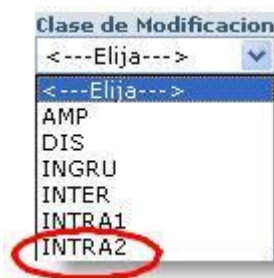 Clase de Modificacion
<---Elija--->
<---Elija--->
AMP
DIS
INGRU
INTER
INTRA1
INTRA2